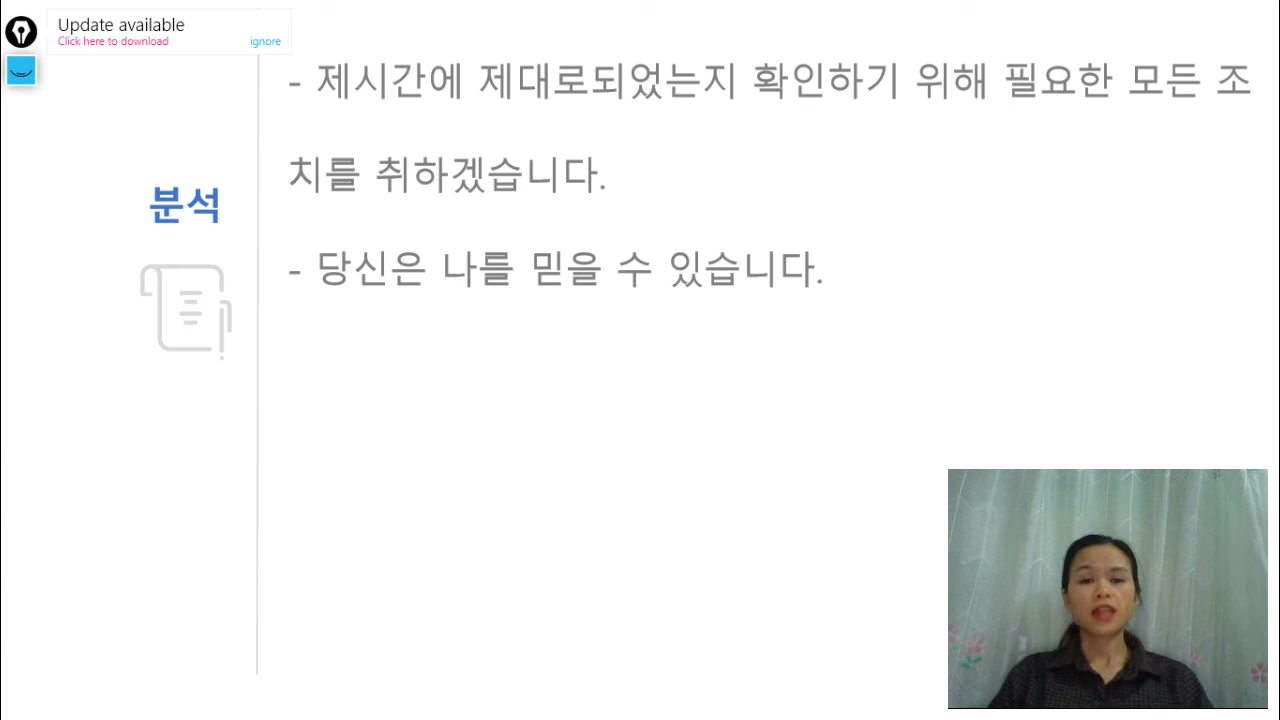 Update available
Click here to download ignore
- 제시간에 제대로되었는지 확인하기 위해 필요한 모든 조
치를 취하겠습니다.
분석
- 당신은 나를 믿을 수 있습니다.